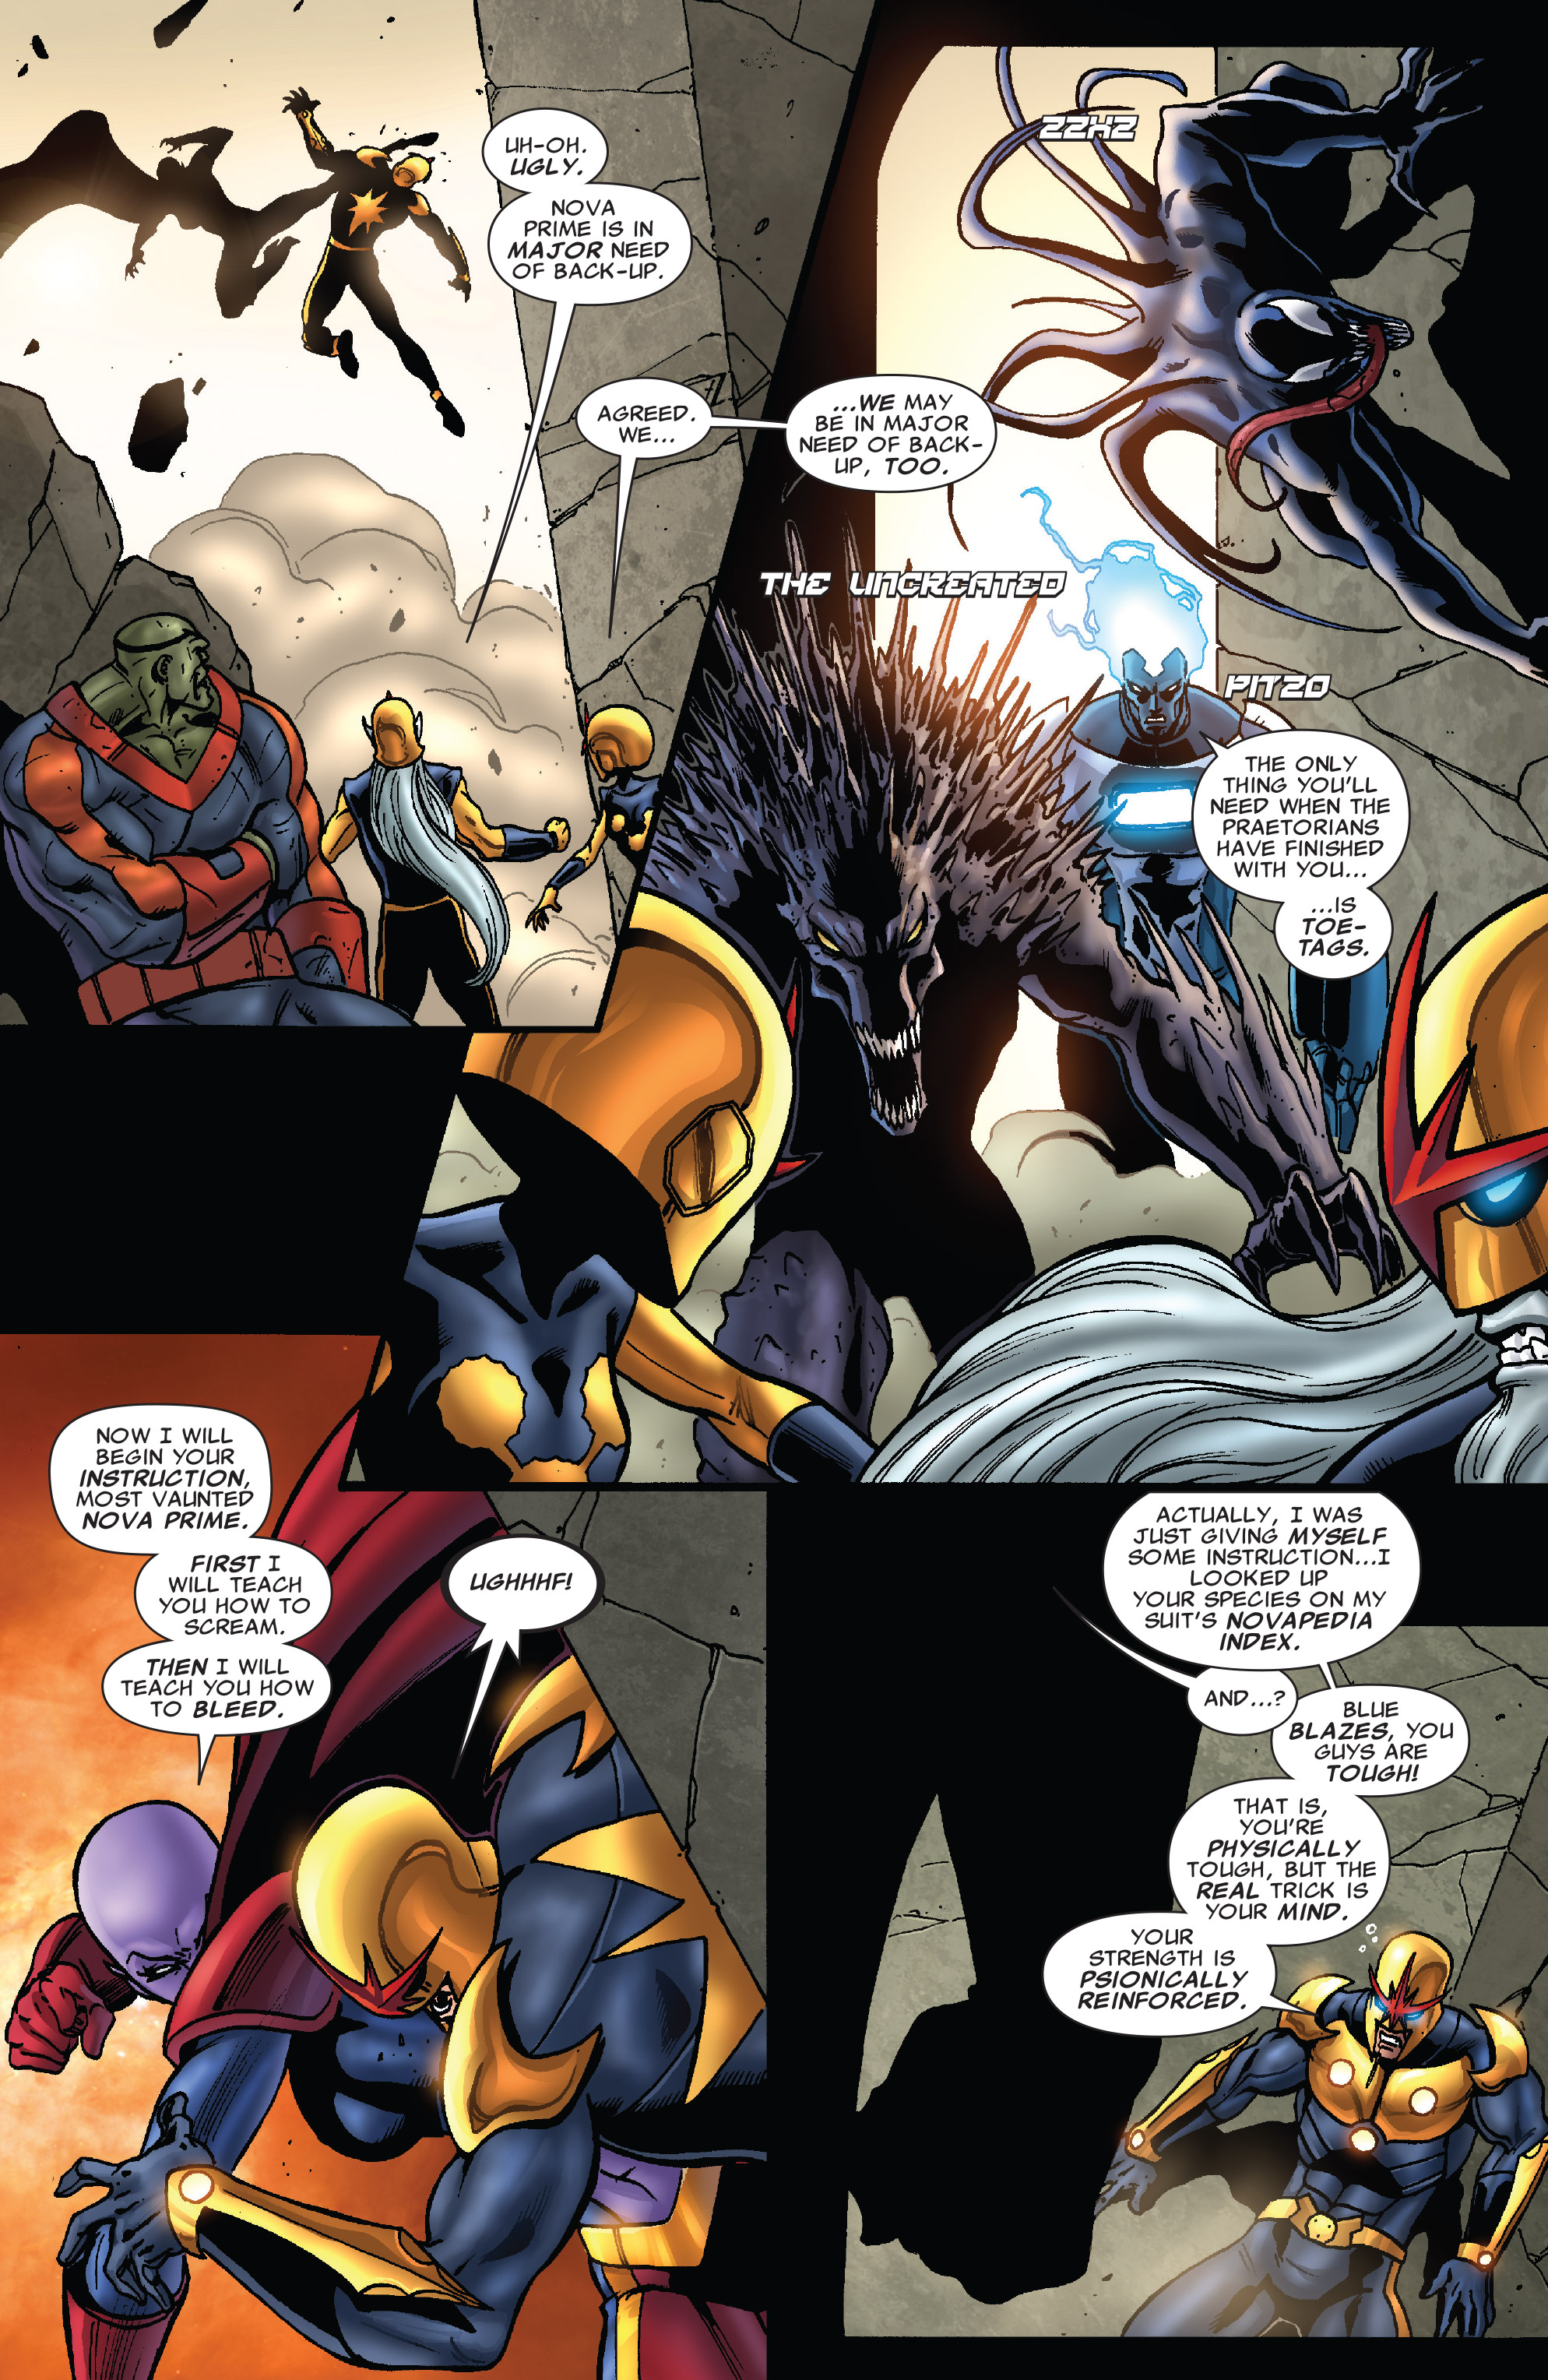 UH-OH.
UGLY.
NOVA
PRIME IS IN
MAJOR NEED
OF BACK-UP.
AGREED.
WE...
...WE MAY
BE IN MAJOR
NEED OF BACK-
UP, TOO.
ZZXZ
THE UNCREATED
PITZO
THE ONLY
THING YOU'LL
NEED WHEN THE
PRAETORIANS
HAVE FINISHED
WITH YOU...
...IS
TOE-
TAGS.
NOW I WILL
BEGIN YOUR
INSTRUCTION,
MOST VAUNTED
NOVA PRIME.
FIRST I
WILL TEACH
YOU HOW TO
SCREAM.
THEN I WILL
TEACH YOU HOW
TO BLEED.
UGHHHF!
ACTUALLY, I WAS
JUST GIVING MYSELF
SOME INSTRUCTION...I
LOOKED UP
YOUR SPECIES ON MY
SUIT'S NOVAPEDIA
INDEX.
AND...?
BLUE
BLAZES, YOU
GUYS ARE
TOUGH!
THAT IS,
YOU'RE
PHYSICALLY
TOUGH, BUT THE
REAL TRICK IS
YOUR MIND.
YOUR
STRENGTH IS
PSIONICALLY
REINFORCED.